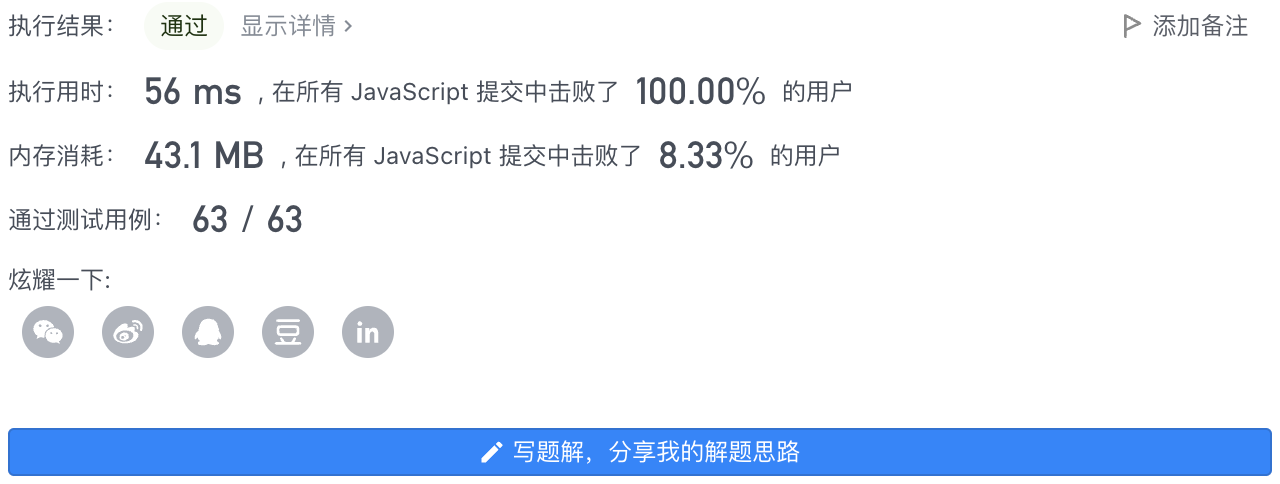 执行结果： 通过 显示详情 > 添加备注
执行用时： 56 ms , 在所有 JavaScript 提交中击败了 100.00% 的用户
内存消耗： 43.1 MB , 在所有 JavaScript 提交中击败了 8.33% 的用户
通过测试用例： 63 / 63
炫耀一下:
豆 in
写题解，分享我的解题思路